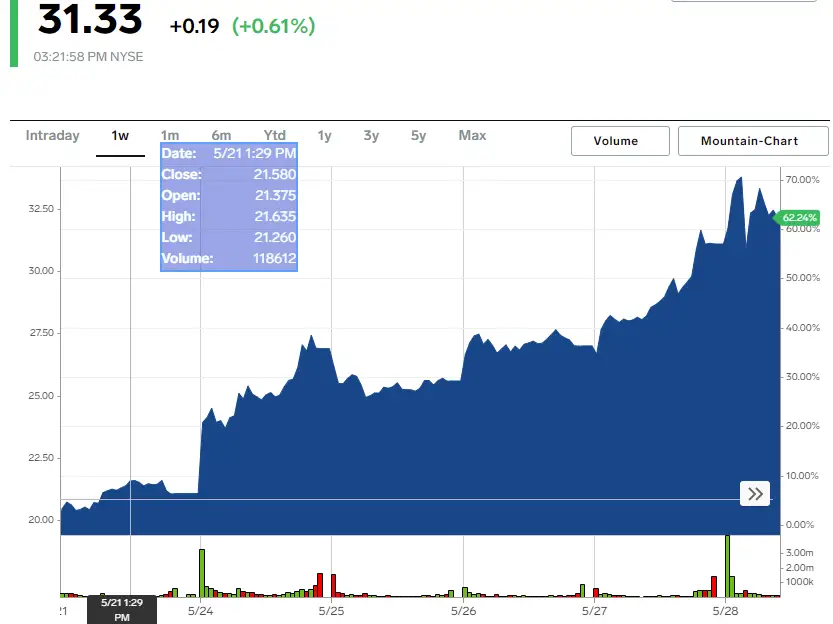 31.33 +0.19 (+0.61%)
03:21:58 PM NYSE
Intraday 1w 1m 6m Ytd 1y 3y 5y Max Volume Mountain-Chart
Date: 5/21 1:29 PM
Close: 21.580
Open: 21.375
High: 21.635
Low: 21.260
Volume: 118612
32.50
30.00
27.50
25.00
22.50
20.00
70.00%
62.24%
60.00%
50.00%
40.00%
30.00%
20.00%
10.00%
0.00%
3.00m
2.00m
1000k
21 5/21 1:29 PM 5/24 5/25 5/26 5/27 5/28